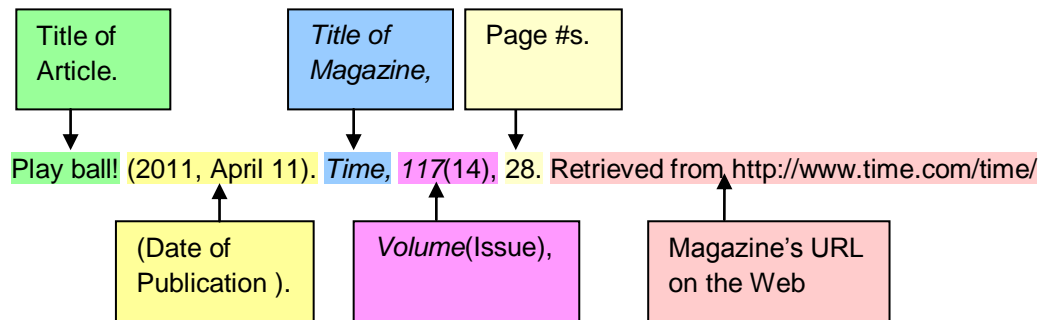 Title of
Article.
Title of
Magazine,
Page #s.
Play ball! (2011, April 11). Time, 117(14), 28. Retrieved from http://www.time.com/time/
(Date of
Publication ).
Volume(Issue),
Magazine’s URL
on the Web